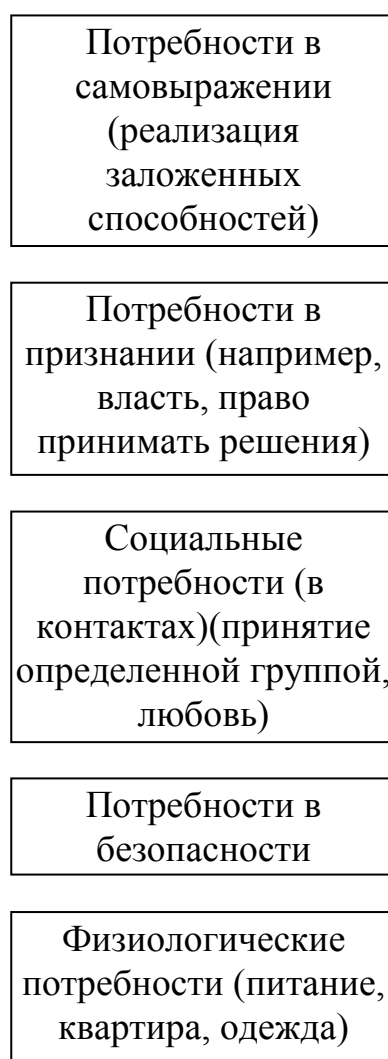 Потребности в
самовыражении
(реализация
заложенных
способностей)
Потребности в
признании (например,
власть, право
принимать решения)
Социальные
потребности (в
контактах)(принятие
определенной группой,
любовь)
Потребности в
безопасности
Физиологические
потребности (питание,
квартира, одежда)